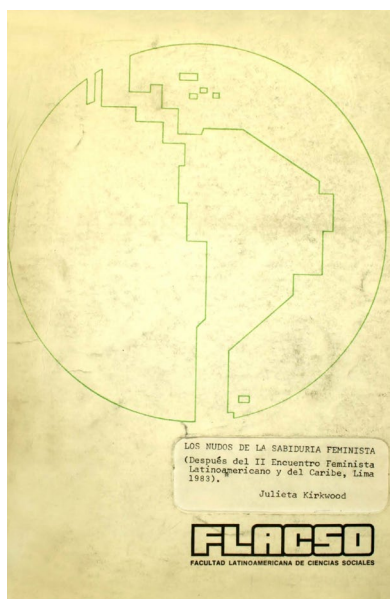 LOS NUDOS DE LA SABIDURIA FEMINISTA
(Después del II Encuentro Feminista
Latinoamericano y del Caribe, Lima
1983).
Julieta Kirkwood
FLACSO
FACULTAD LATINOAMERICANA DE CIENCIAS SOCIALES